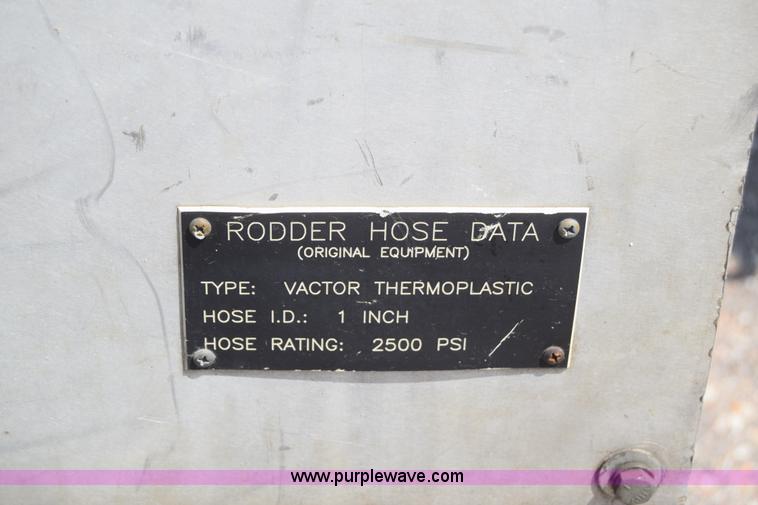 RODDER HOSE DATA
(ORIGINAL EQUIPMENT)
TYPE: VACTOR THERMOPLASTIC
HOSE I.D.: 1 INCH
HOSE RATING: 2500 PSI
www.purplewave.com